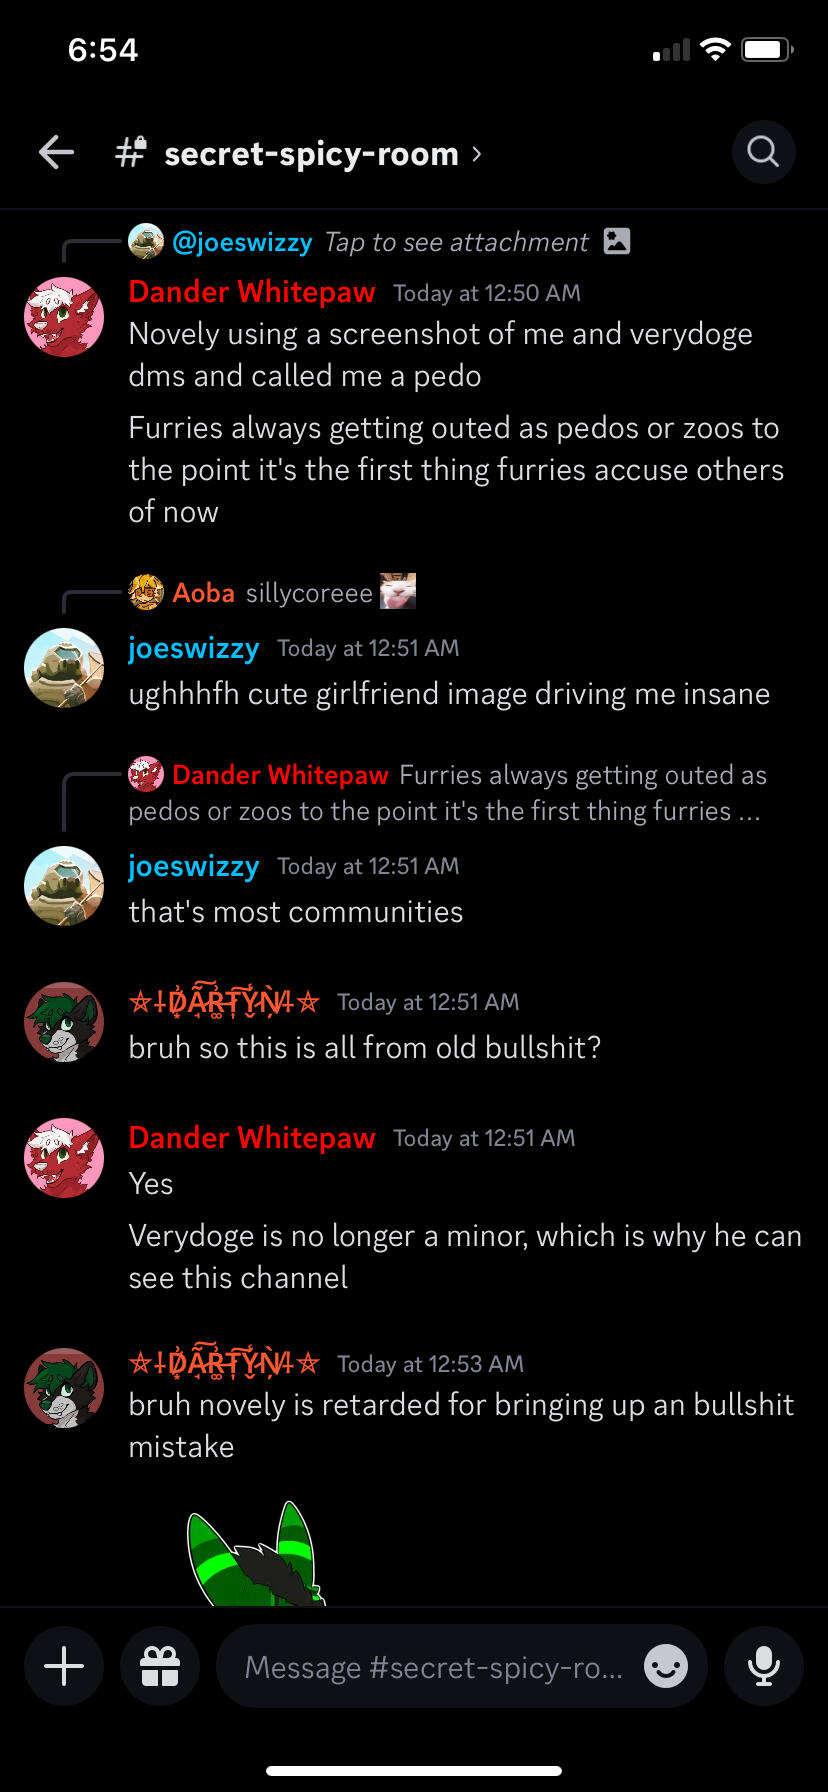 6:54
secret-spicy-room
@joeswizzy Tap to see attachment
Dander Whitepaw Today at 12:50 AM
Novely using a screenshot of me and verydoge
dms and called me a pedo
Furries always getting outed as pedos or zoos to
the point it's the first thing furries accuse others
of now
Aoba sillycoreee
joeswizzy Today at 12:51 AM
ughhhfh cute girlfriend image driving me insane
Dander Whitepaw Furries always getting outed as
pedos or zoos to the point it's the first thing furries ...
joeswizzy Today at 12:51 AM
that's most communities
Today at 12:51 AM
bruh so this is all from old bullshit?
Dander Whitepaw Today at 12:51 AM
Yes
Verydoge is no longer a minor, which is why he can
see this channel
Today at 12:53 AM
bruh novely is retarded for bringing up an bullshit
mistake
Message #secret-spicy-ro...